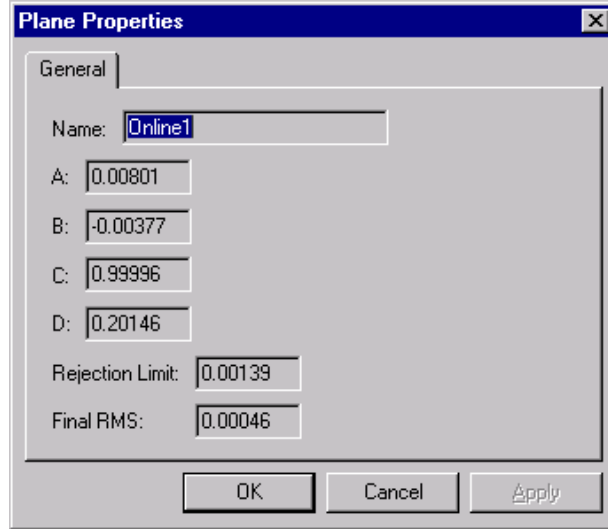 Plane Properties
General
Name: Online1
A: 0.00801
B: -0.00377
C: 0.99996
D: 0.20146
Rejection Limit: 0.00139
Final RMS: 0.00046
OK Cancel Apply